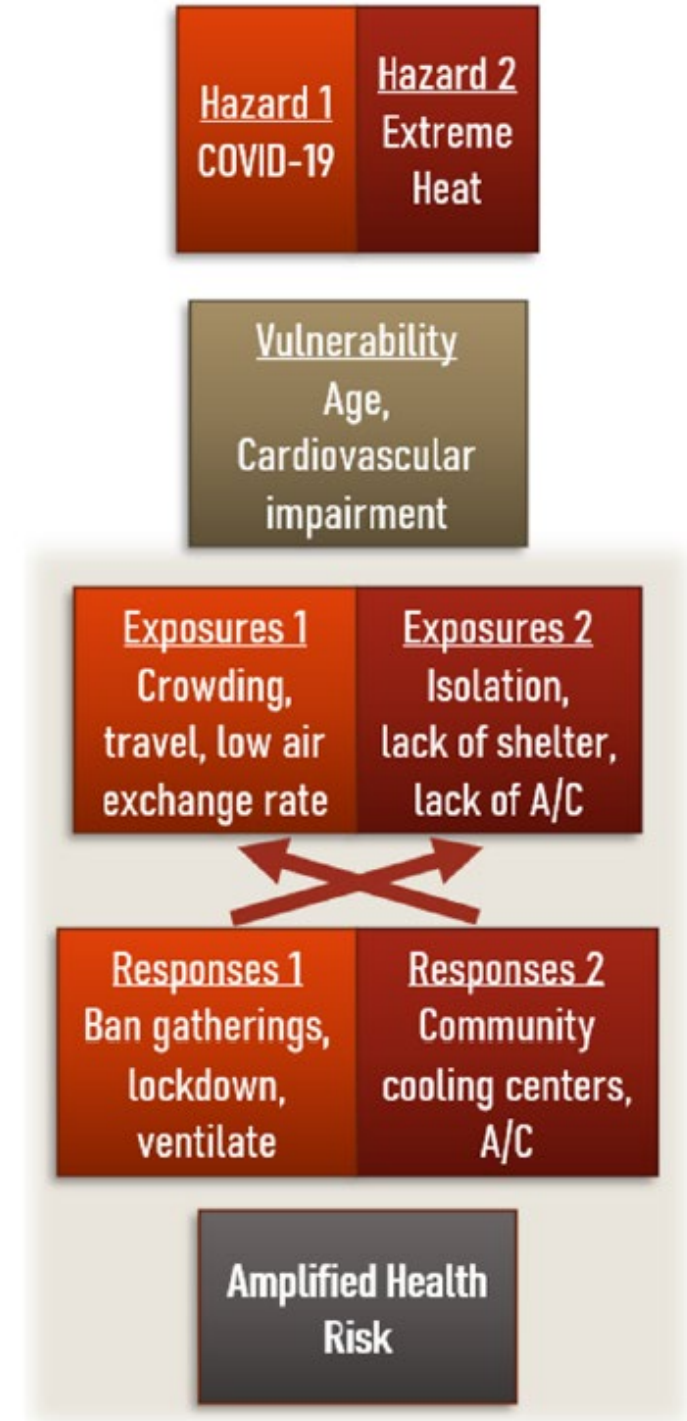 Hazard 1
COVID-19
Hazard 2
Extreme
Heat
Vulnerability
Age,
Cardiovascular
impairment
Exposures 1
Crowding,
travel, low air
exchange rate
Exposures 2
Isolation,
lack of shelter,
lack of A/C
Responses 1
Ban gatherings,
lockdown,
ventilate
Responses 2
Community
cooling centers,
A/C
Amplified Health
Risk